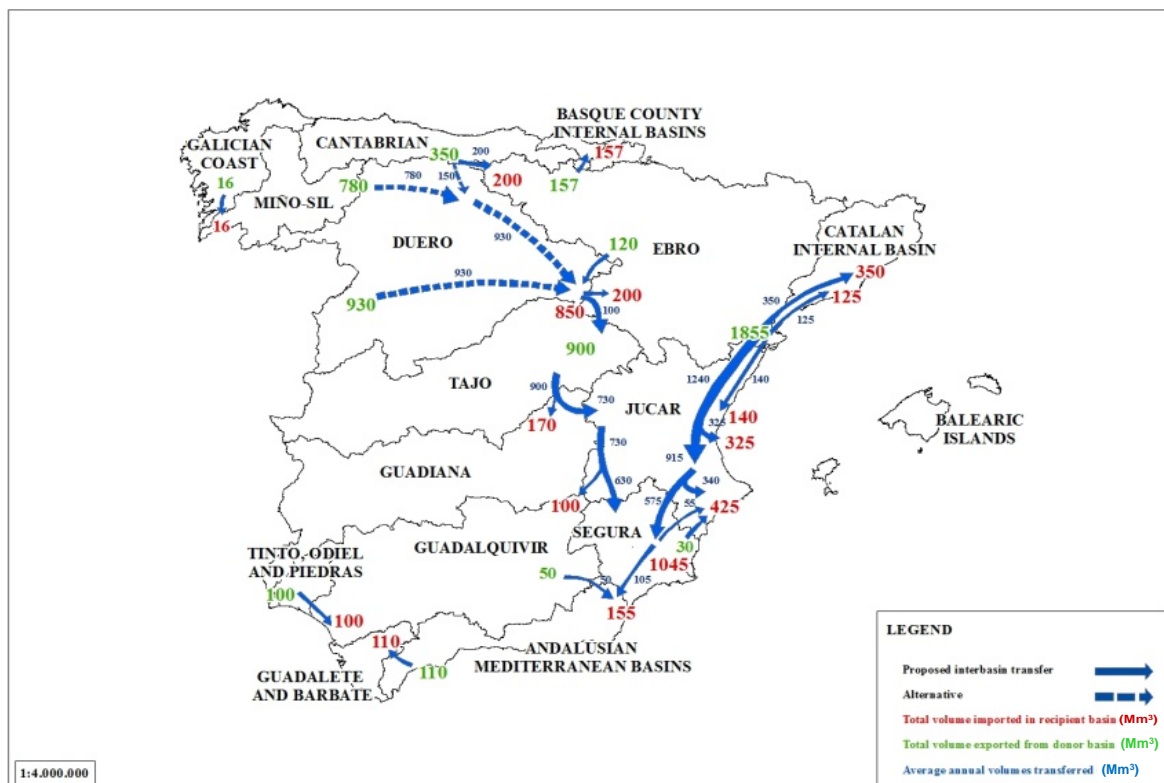 BASQUE COUNTY
INTERNAL BASINS
GALICIAN
COAST
CANTABRIAN
200
350
157
16
150
200
157
780
780
MIÑO-SIL
16
CATALAN
INTERNAL BASIN
DUERO
930
120
EBRO
350
930
930
200
350
125
850
100
125
1855
900
TAJO
900
1240
140
730
JUCAR
170
325
140
BALEARIC
ISLANDS
730
325
GUADIANA
915
630
340
575
55
100
425
SEGURA
GUADALQUIVIR
30
TINTO, ODIEL
AND PIEDRAS
1045
50
50
105
100
155
100
110
ANDALUSIAN
MEDITERRANEAN BASINS
GUADALETE
AND BARBATE
110
LEGEND
Proposed interbasin transfer
Alternative
Total volume imported in recipient basin (Mm³)
Total volume exported from donor basin (Mm³)
Average annual volumes transferred (Mm³)
1:4.000.000